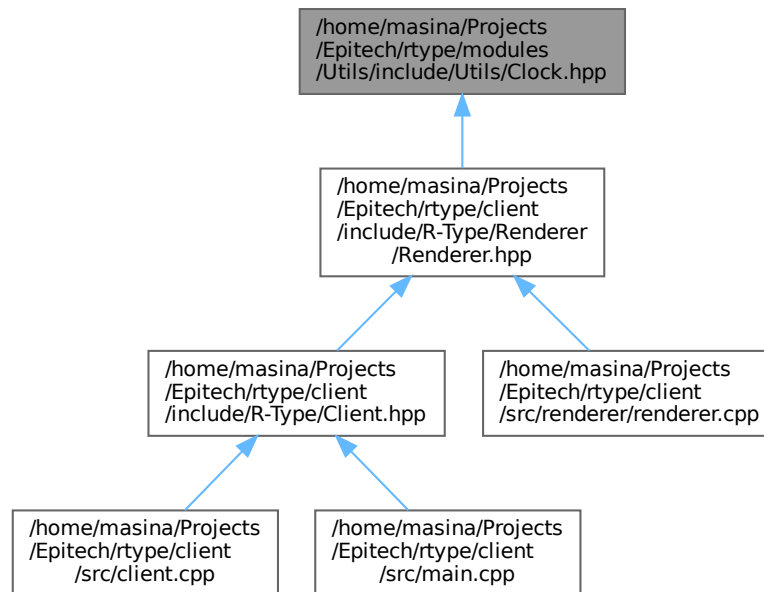 /home/masina/Projects
/Epitech/rtype/modules
/Utils/include/Utils/Clock.hpp
/home/masina/Projects
/Epitech/rtype/client
/include/R-Type/Renderer
/Renderer.hpp
/home/masina/Projects
/Epitech/rtype/client
/include/R-Type/Client.hpp
/home/masina/Projects
/Epitech/rtype/client
/src/renderer/renderer.cpp
/home/masina/Projects
/Epitech/rtype/client
/src/client.cpp
/home/masina/Projects
/Epitech/rtype/client
/src/main.cpp